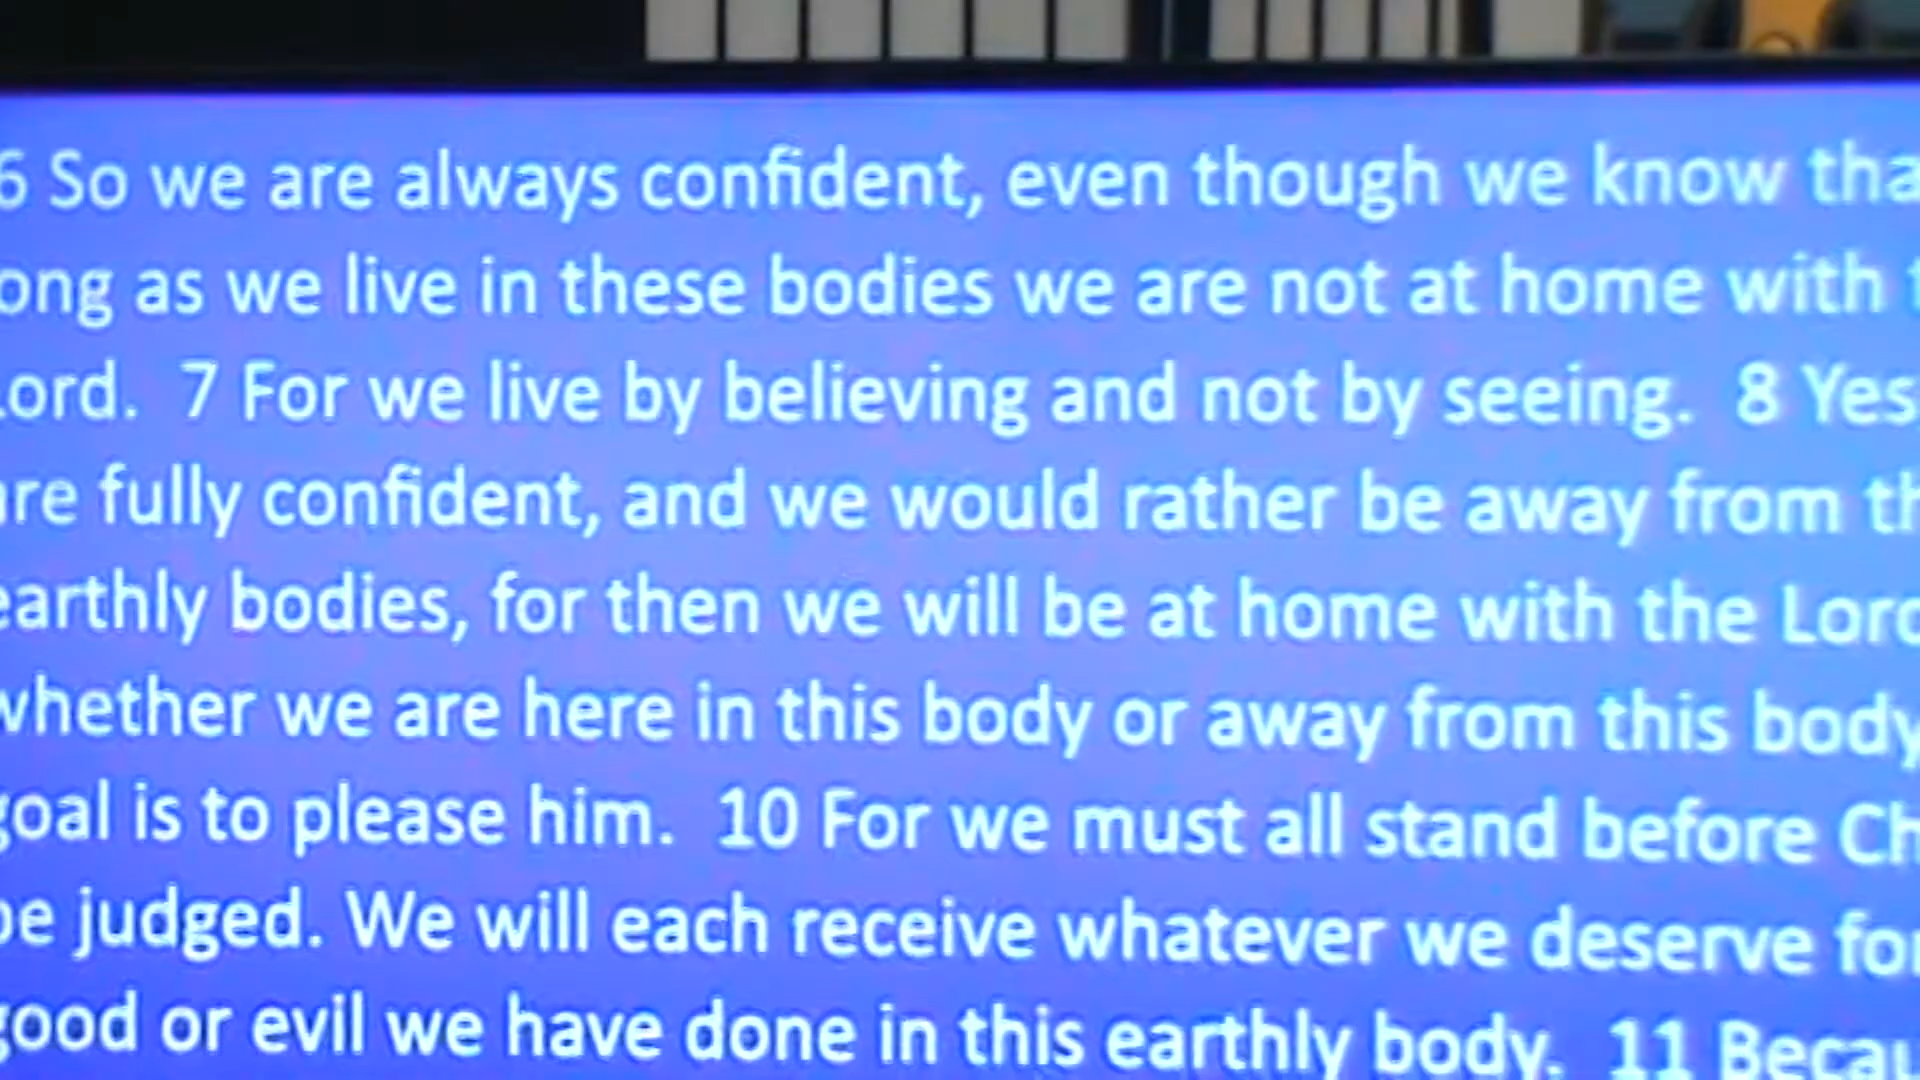 6 So we are always confident, even though we know tha
ong as we live in these bodies we are not at home with t
Lord. 7 For we live by believing and not by seeing. 8 Yes,
are fully confident, and we would rather be away from th
earthly bodies, for then we will be at home with the Lord
whether we are here in this body or away from this body
goal is to please him. 10 For we must all stand before Ch
be judged. We will each receive whatever we deserve for
good or evil we have done in this earthly body. 11 Becau